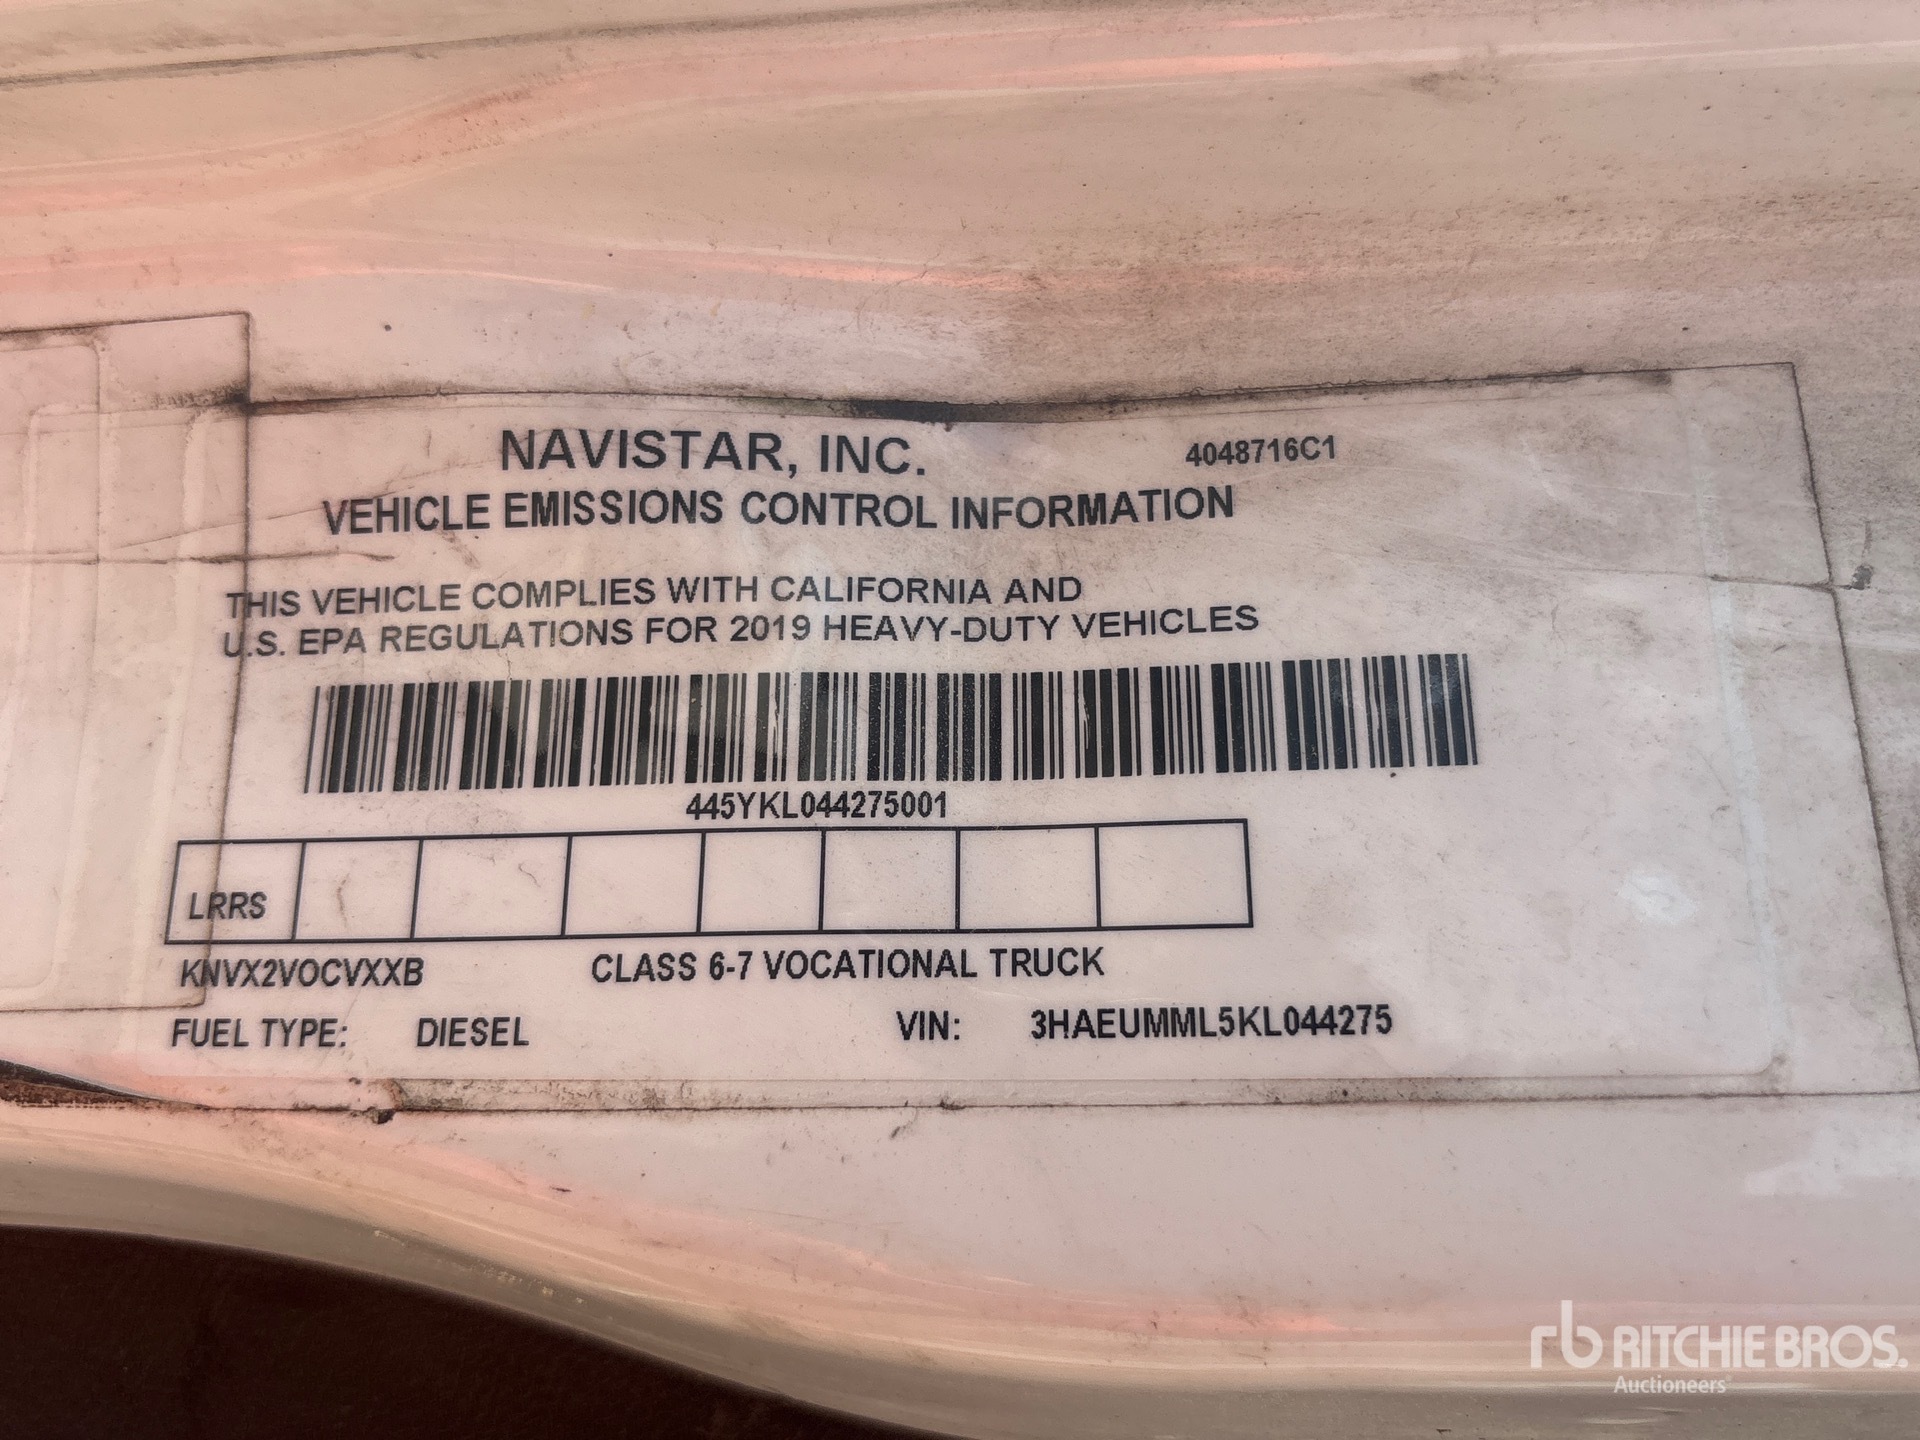 NAVISTAR, INC. 4048716C1
VEHICLE EMISSIONS CONTROL INFORMATION
THIS VEHICLE COMPLIES WITH CALIFORNIA AND
U.S. EPA REGULATIONS FOR 2019 HEAVY-DUTY VEHICLES
445YKL044275001
LRRS
KNVX2VOCVXXB CLASS 6-7 VOCATIONAL TRUCK
FUEL TYPE: DIESEL VIN: 3HAEUMML5KL044275
rb RITCHIE BROS.
Auctioneers